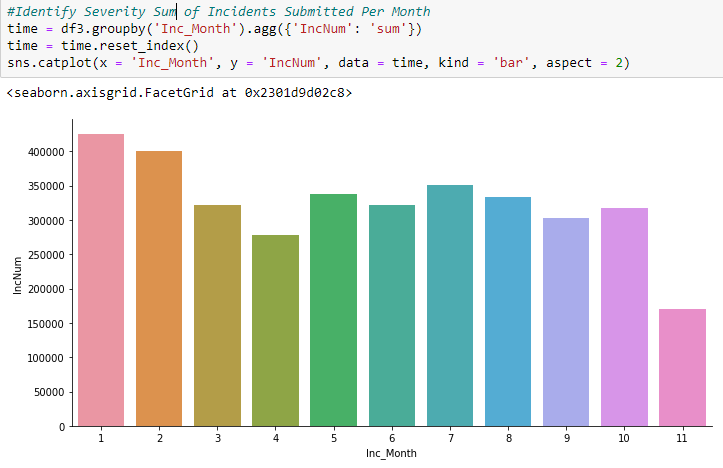 #Identify Severity Sum of Incidents Submitted Per Month
time = df3.groupby('Inc_Month').agg({'IncNum': 'sum'})
time = time.reset_index()
sns.catplot(x = 'Inc_Month', y = 'IncNum', data = time, kind = 'bar', aspect = 2)
<seaborn.axisgrid.FacetGrid at 0x2301d9d02c8>
400000
350000
300000
250000
200000
150000
100000
50000
0
IncNum
1 2 3 4 5 6 7 8 9 10 11
Inc_Month